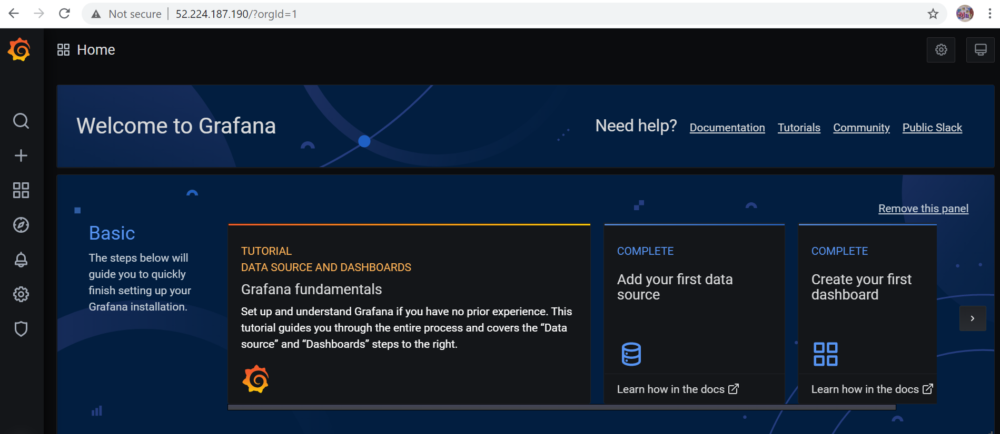 Not secure | 52.224.187.190/?orgId=1
Home
Welcome to Grafana
Need help? Documentation Tutorials Community Public Slack
Remove this panel
Basic
The steps below will
guide you to quickly
finish setting up your
Grafana installation.
TUTORIAL
DATA SOURCE AND DASHBOARDS
Grafana fundamentals
Set up and understand Grafana if you have no prior experience. This
tutorial guides you through the entire process and covers the “Data
source” and “Dashboards” steps to the right.
COMPLETE
Add your first data
source
Learn how in the docs
COMPLETE
Create your first
dashboard
Learn how in the docs